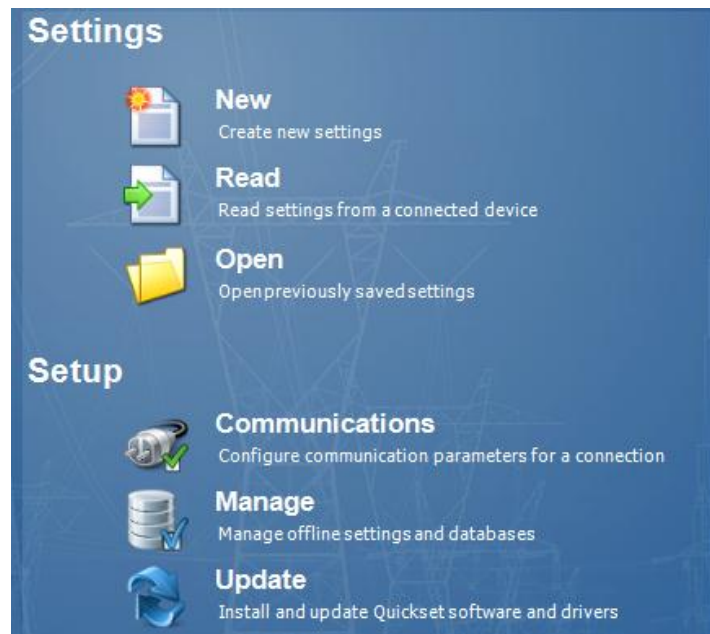 Settings
New
Create new settings
Read
Read settings from a connected device
Open
Open previously saved settings
Setup
Communications
Configure communication parameters for a connection
Manage
Manage offline settings and databases
Update
Install and update Quickset software and drivers